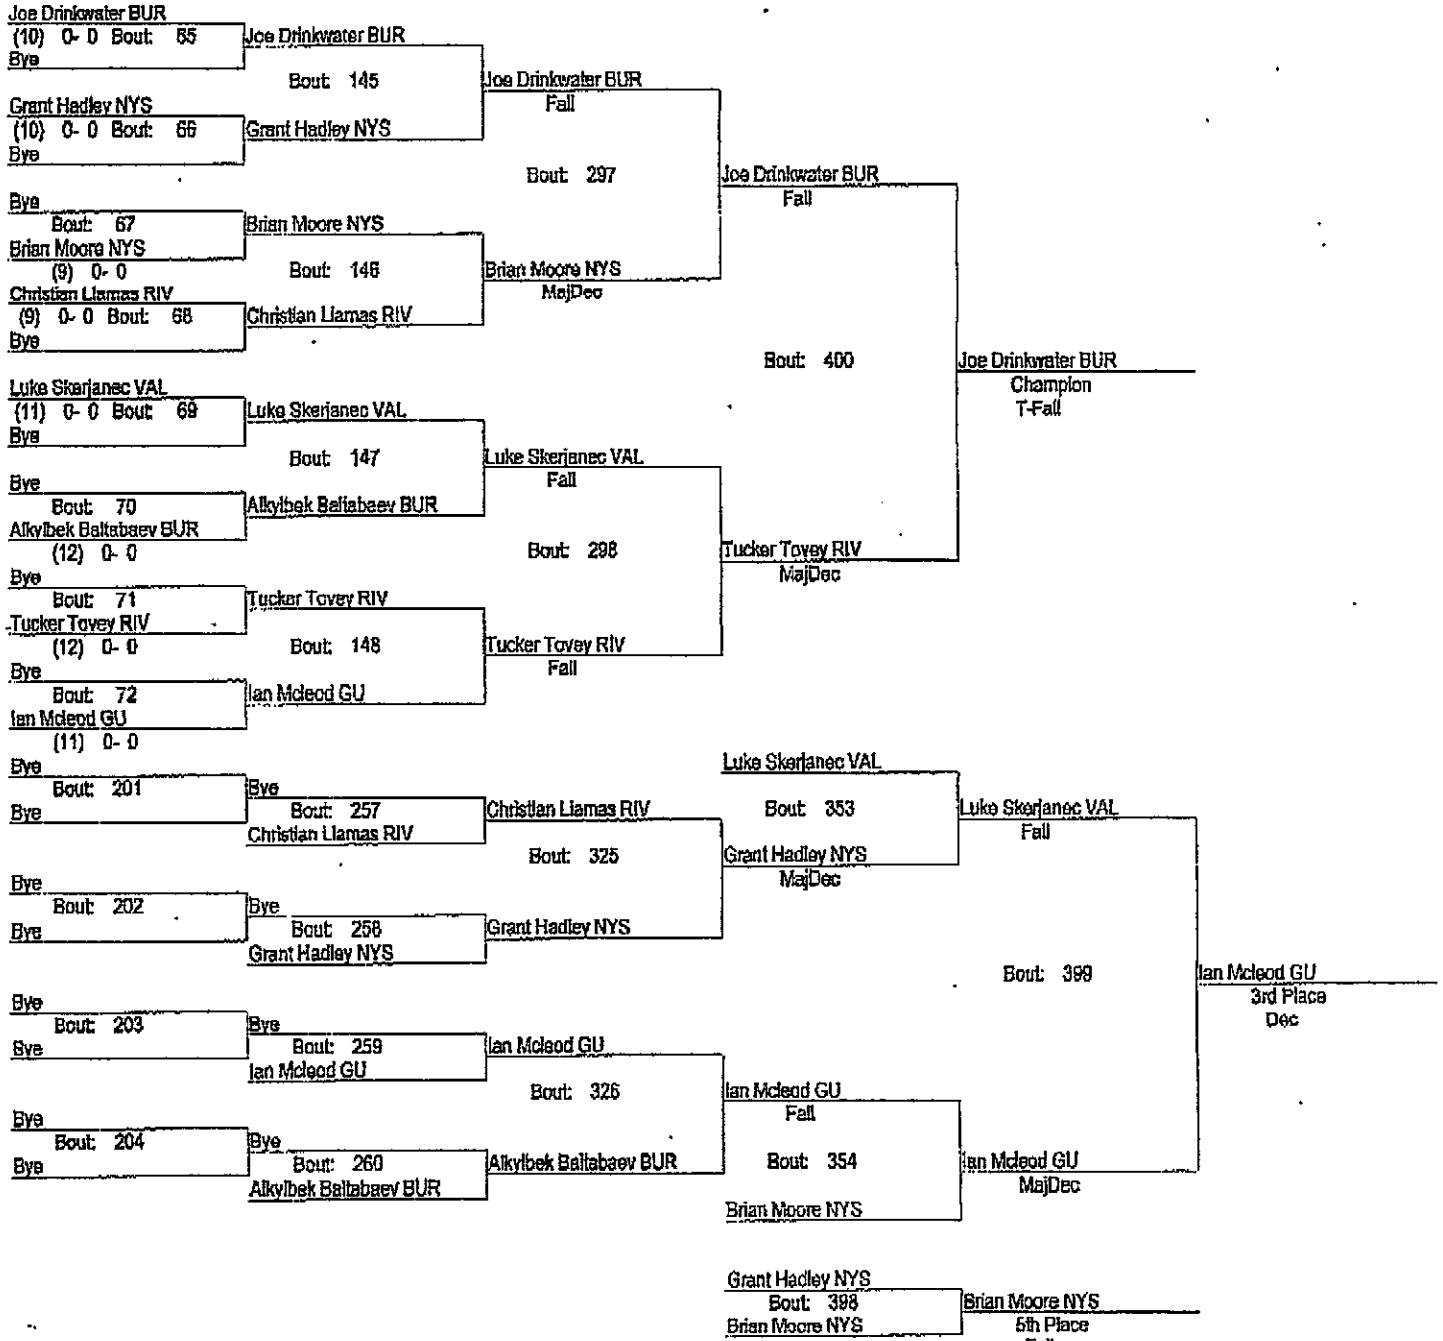 Joe Drinkwater BUR
(10) 0- 0 Bout: 65
Bye
Grant Hadley NYS
(10) 0- 0 Bout: 66
Bye
Bye
Bout: 67
Brian Moore NYS
(9) 0- 0
Christian Llamas RIV
(9) 0- 0 Bout: 68
Bye
Luke Skerjanec VAL
(11) 0- 0 Bout: 69
Bye
Bye
Bout: 70
Alkylbek Baltabaev BUR
(12) 0- 0
Bye
Bout: 71
Tucker Tovey RIV
(12) 0- 0
Bye
Bout: 72
Ian Mcleod GU
(11) 0- 0
Joe Drinkwater BUR
Bout: 145
Grant Hadley NYS
Brian Moore NYS
Bout: 146
Christian Llamas RIV
Luke Skerjanec VAL
Bout: 147
Alkylbek Baltabaev BUR
Tucker Tovey RIV
Bout: 148
Ian Mcleod GU
Joe Drinkwater BUR
Fall
Bout: 297
Brian Moore NYS
MajDec
Luke Skerjanec VAL
Fall
Bout: 298
Tucker Tovey RIV
Fall
Joe Drinkwater BUR
Fall
Bout: 400
Tucker Tovey RIV
MajDec
Joe Drinkwater BUR
Champion
T-Fall
Bye
Bout: 201
Bye
Bye
Bout: 202
Bye
Bye
Bout: 203
Bye
Bye
Bout: 204
Bye
Bye
Bout: 257
Christian Llamas RIV
Bye
Bout: 258
Grant Hadley NYS
Bye
Bout: 259
Ian Mcleod GU
Bye
Bout: 260
Alkylbek Baltabaev BUR
Christian Llamas RIV
Bout: 325
Grant Hadley NYS
Ian Mcleod GU
Bout: 326
Alkylbek Baltabaev BUR
Luke Skerjanec VAL
Bout: 353
Grant Hadley NYS
MajDec
Ian Mcleod GU
Fall
Bout: 354
Brian Moore NYS
Luke Skerjanec VAL
Fall
Bout: 399
Ian Mcleod GU
MajDec
Ian Mcleod GU
3rd Place
Dec
Grant Hadley NYS
Bout: 398
Brian Moore NYS
Brian Moore NYS
5th Place